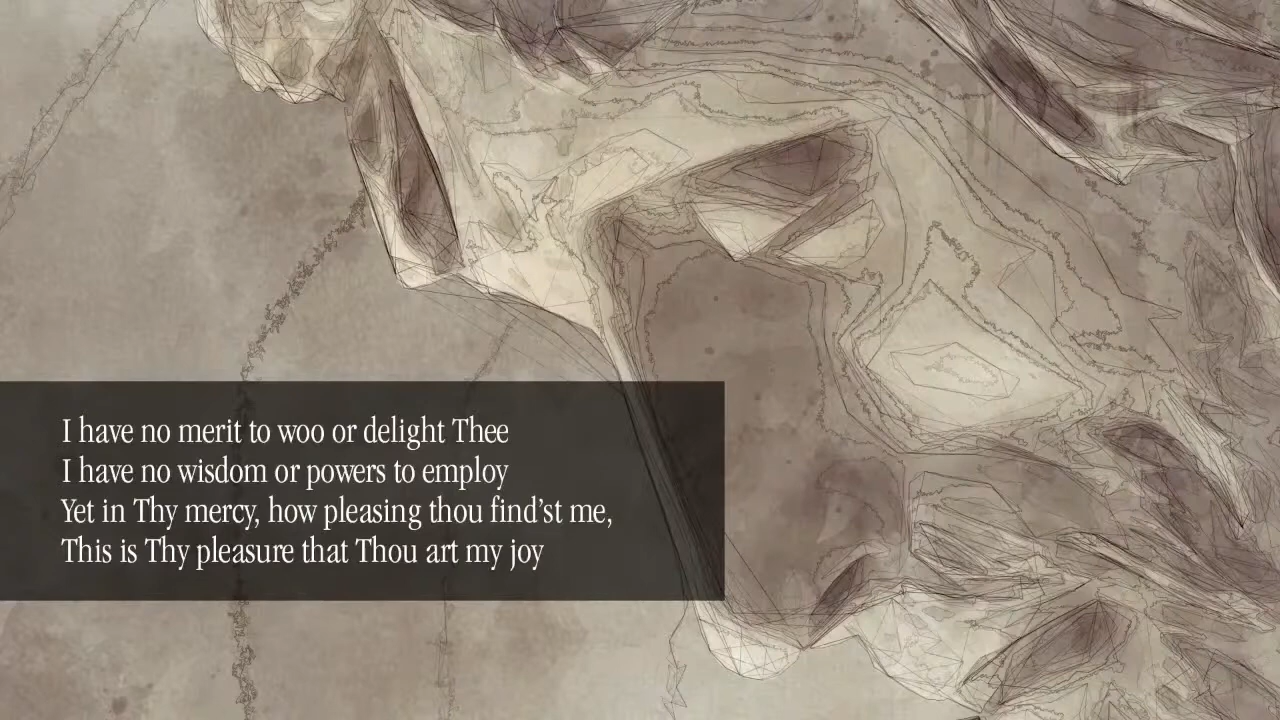 I have no merit to woo or delight Thee
I have no wisdom or powers to employ
Yet in Thy mercy, how pleasing thou find’st me,
This is Thy pleasure that Thou art my joy